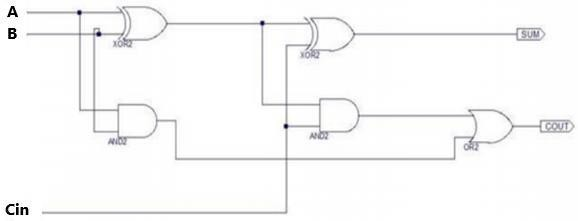 A
B
XOR2
XOR2
SUM
AND2
AND2
OR2
COUT
Cin